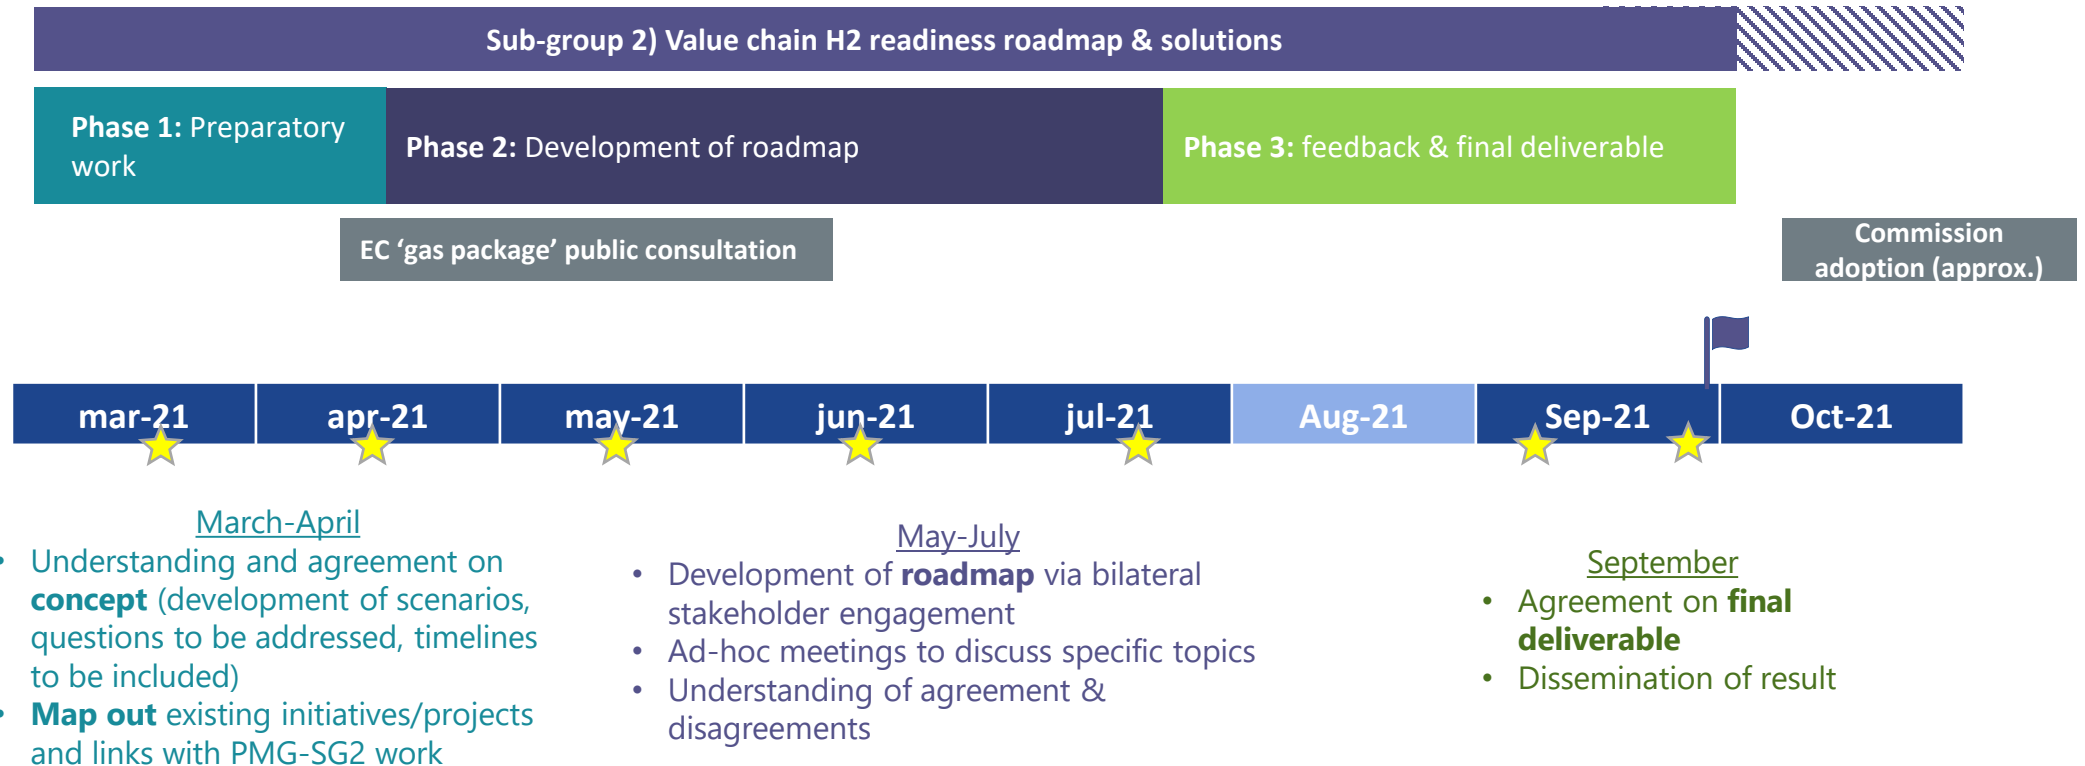 Sub-group 2) Value chain H2 readiness roadmap & solutions
Phase 1: Preparatory
work
Phase 2: Development of roadmap
Phase 3: feedback & final deliverable
EC ‘gas package’ public consultation
Commission
adoption (approx.)
mar-21
apr-21
may-21
jun-21
jul-21
Aug-21
Sep-21
Oct-21
March-April
• Understanding and agreement on
concept (development of scenarios,
questions to be addressed, timelines
to be included)
• Map out existing initiatives/projects
and links with PMG-SG2 work
May-July
• Development of roadmap via bilateral
stakeholder engagement
• Ad-hoc meetings to discuss specific topics
• Understanding of agreement &
disagreements
September
• Agreement on final
deliverable
• Dissemination of result